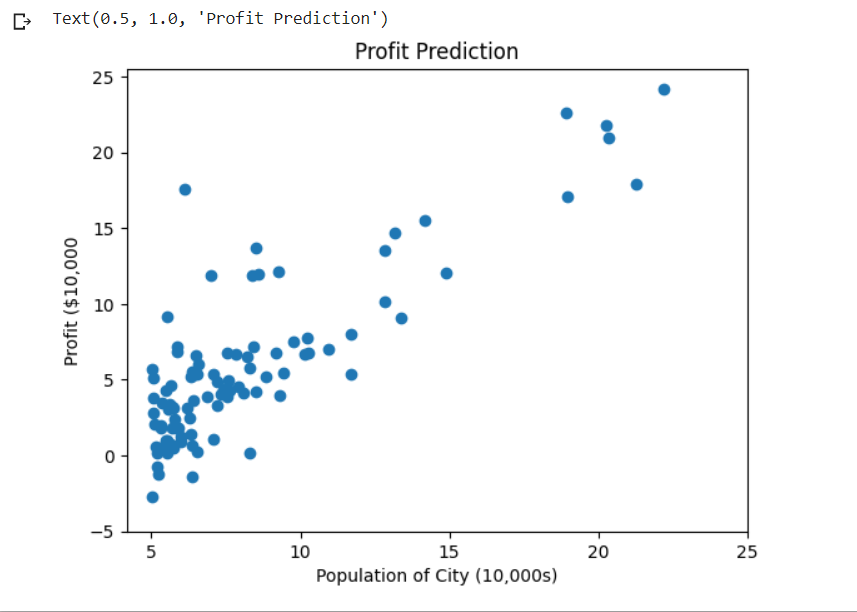 Text(0.5, 1.0, 'Profit Prediction')
Profit Prediction
25
20
15
10
5
0
−5
Profit ($10,000
5 10 15 20 25
Population of City (10,000s)